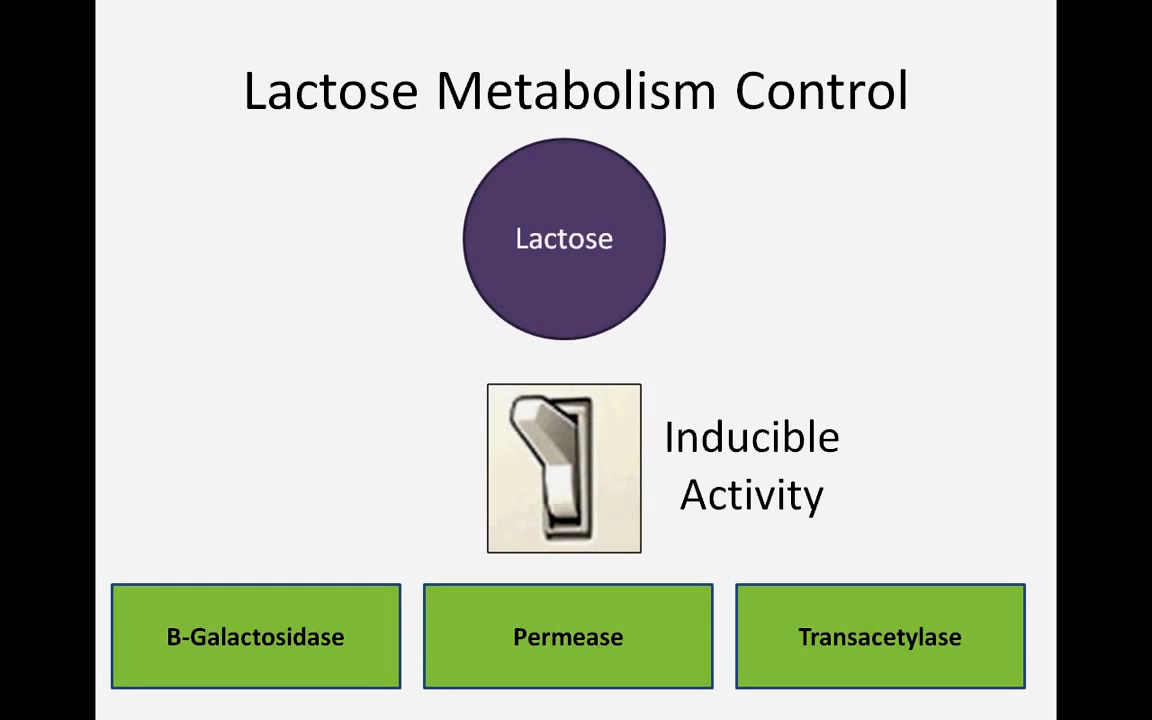 Lactose Metabolism Control
Lactose
Inducible
Activity
B-Galactosidase
Permease
Transacetylase